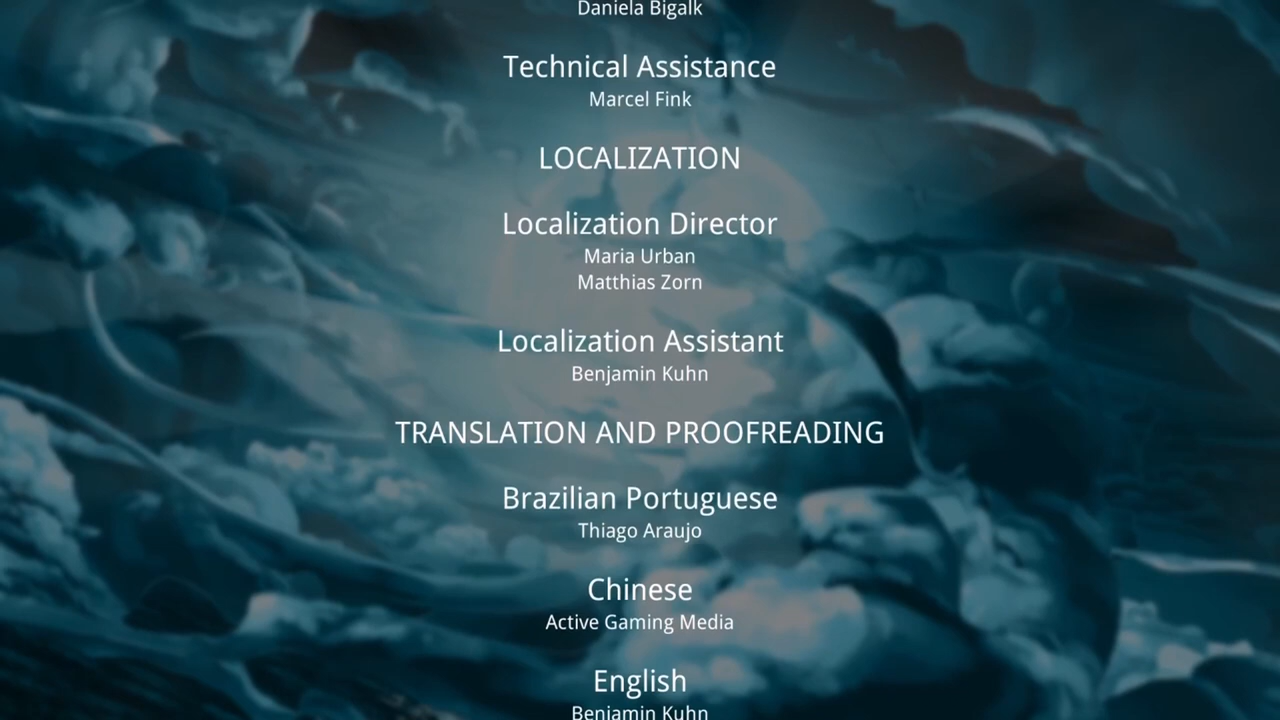 Daniela Bigalk
Technical Assistance
Marcel Fink
LOCALIZATION
Localization Director
Maria Urban
Matthias Zorn
Localization Assistant
Benjamin Kuhn
TRANSLATION AND PROOFREADING
Brazilian Portuguese
Thiago Araujo
Chinese
Active Gaming Media
English
Benjamin Kuhn